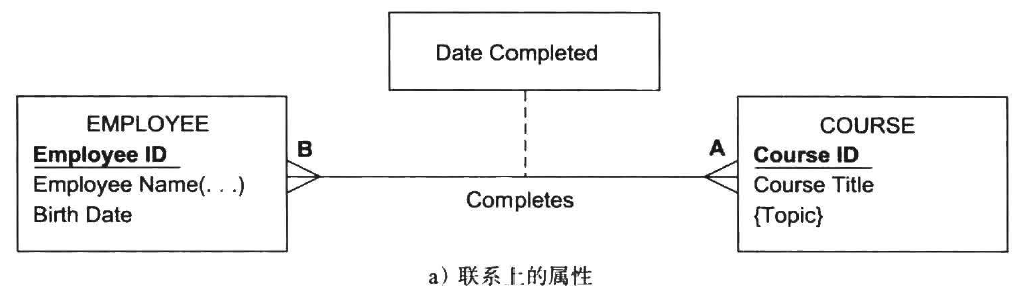 Date Completed
EMPLOYEE
Employee ID
Employee Name(. . .)
Birth Date
B
Completes
A
COURSE
Course ID
Course Title
{Topic}
a) 联系上的属性